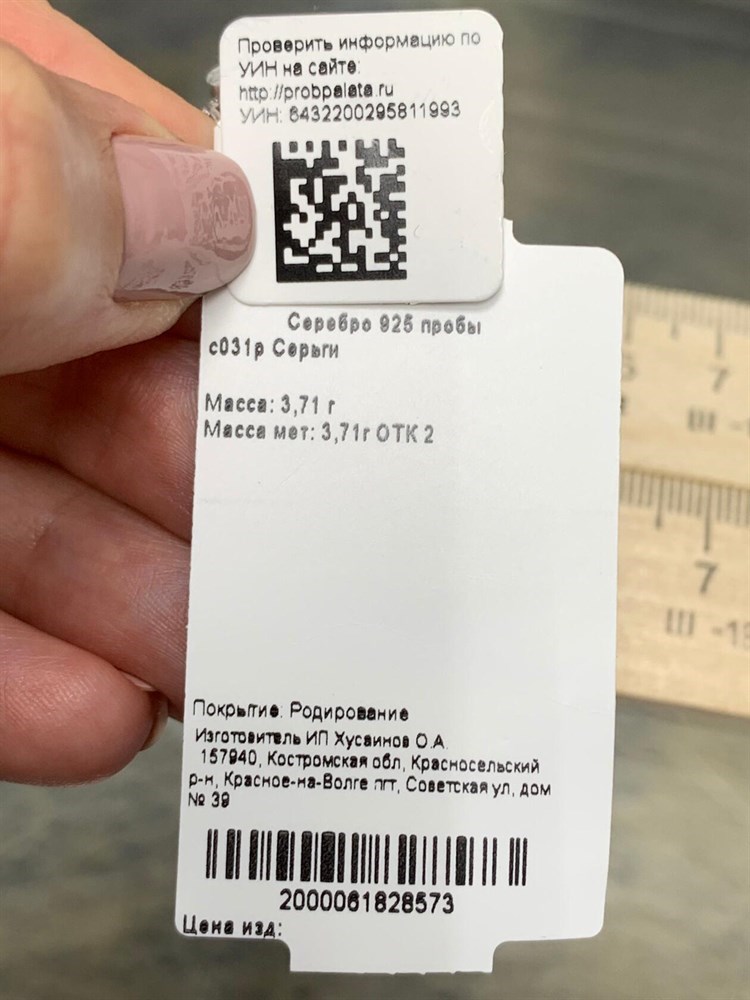 Проверить информацию по
УИН на сайте:
http://probpalata.ru
УИН: 6432200295811993
Серебро 925 пробы
с031р Серьги
Масса: 3,71 г
Масса мет: 3,71г ОТК 2
Покрытие: Родирование
Изготовитель ИП Хусаинов О.А.
157940, Костромская обл, Красносельский
р-н, Красное-на-Волге пгт, Советская ул, дом
№ 39
2000061828573
Цена изд:
7
Ш
7
Ш